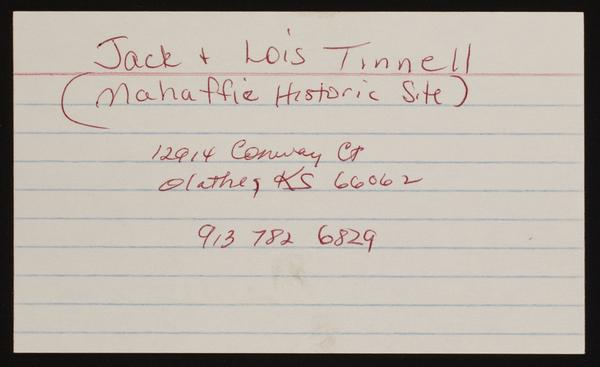 Jack + Lois Tinnell
(Mahaffie Historic Site)
12914 Conway Ct
Olathe, KS 66062
913 782 6829